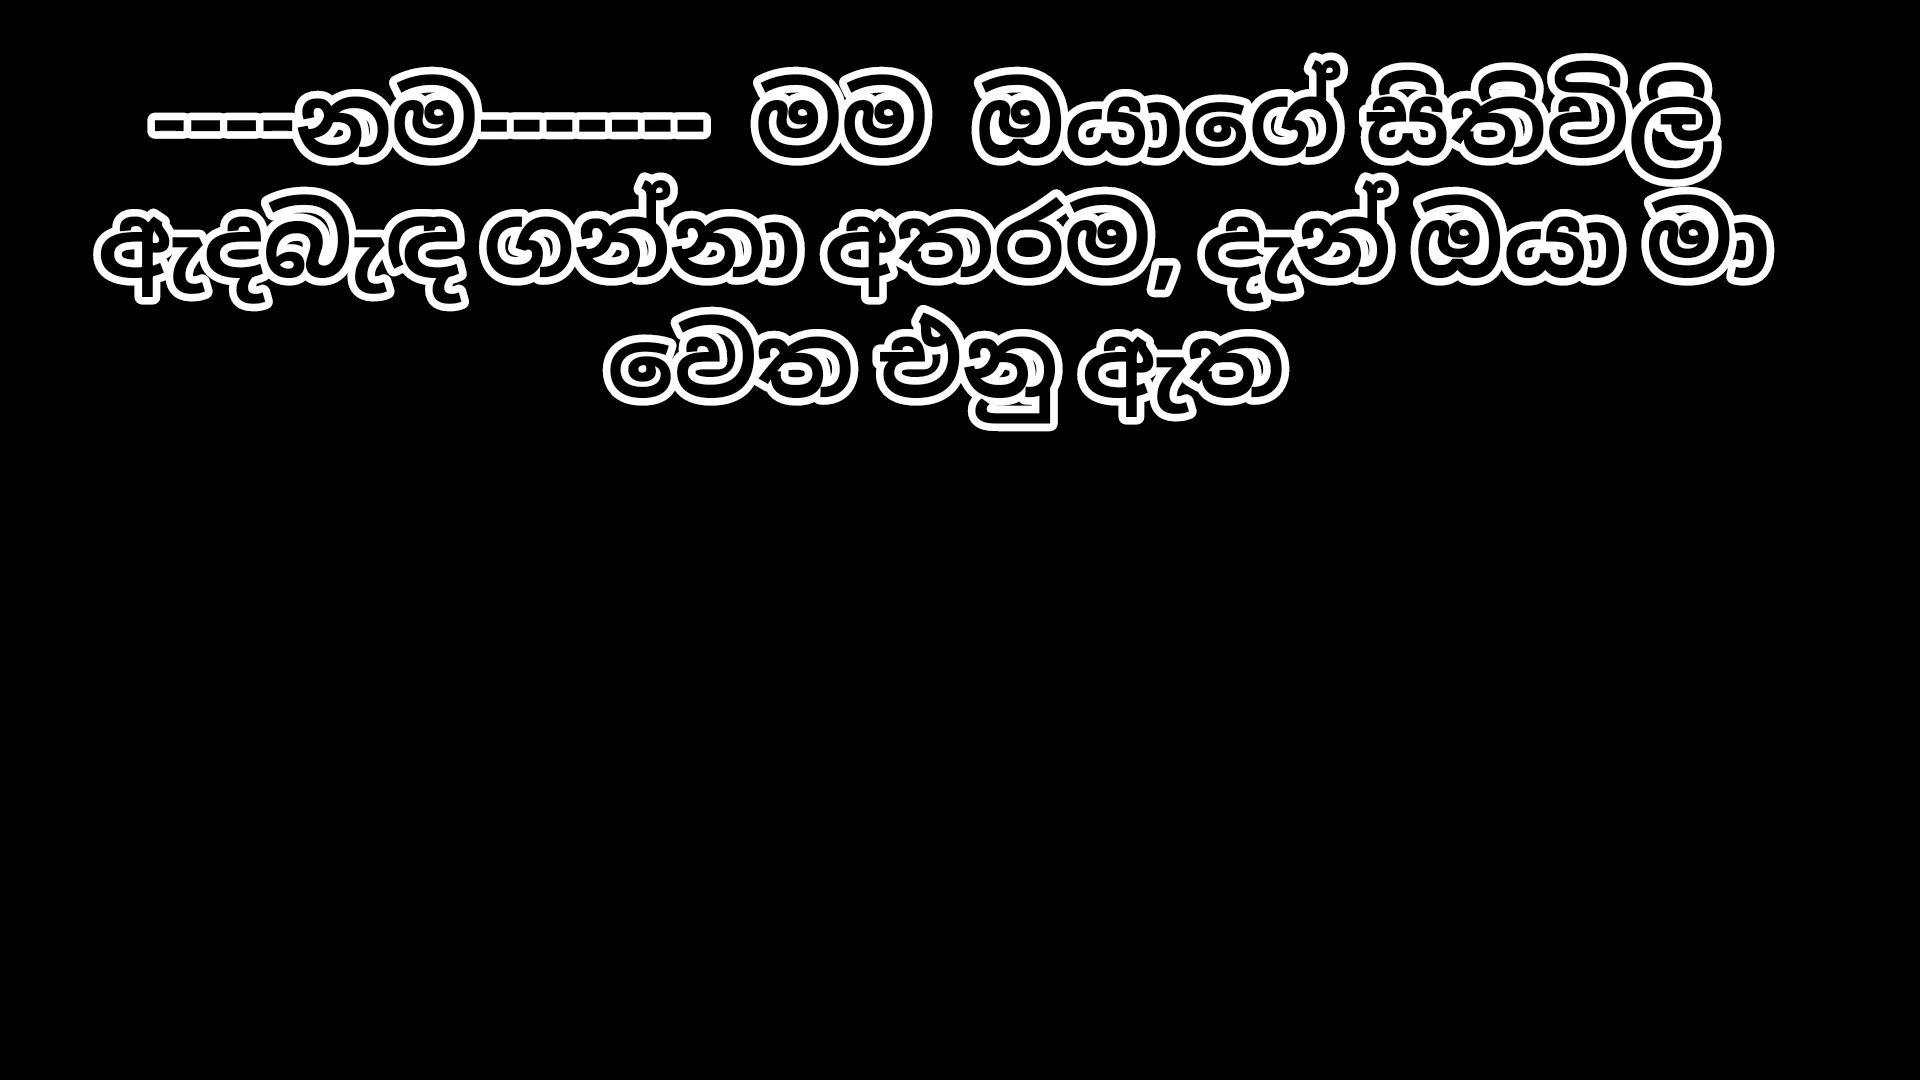 ----නම-------  මම  ඔයාගේ සිතිවිලි
ඇදබැඳ ගන්නා අතරම, දැන් ඔයා මා
වෙත එනු ඇත